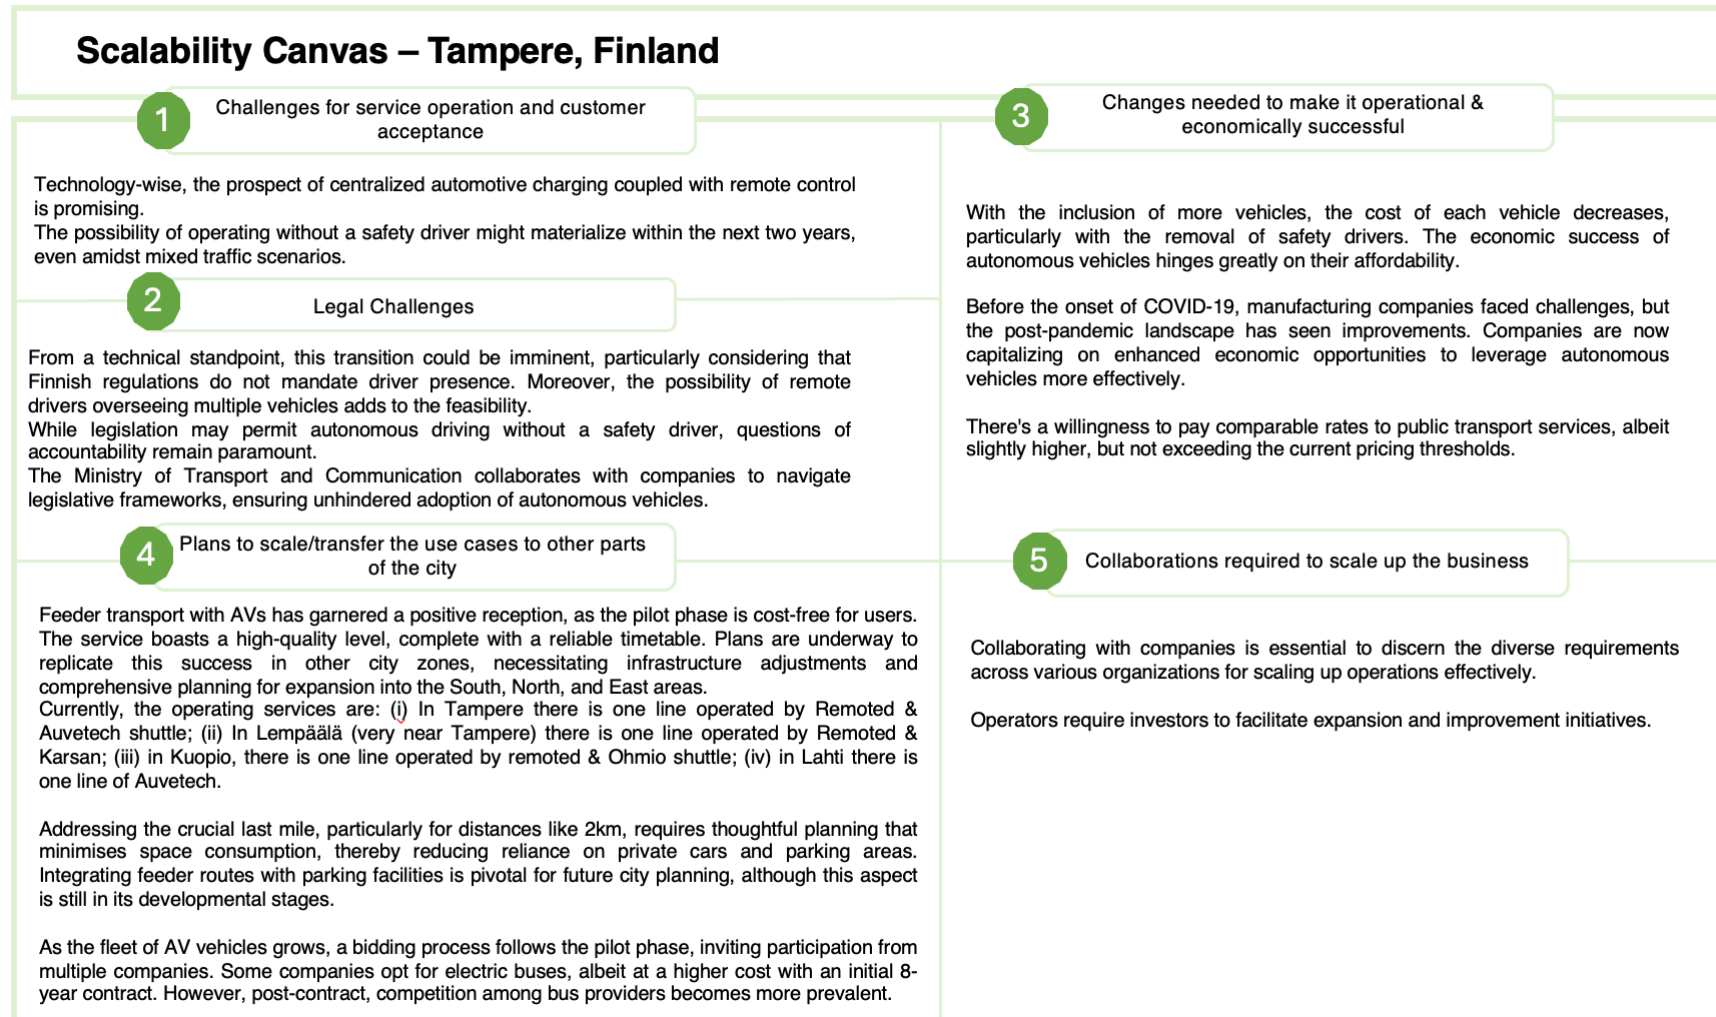 Scalability Canvas – Tampere, Finland
1
Challenges for service operation and customer
acceptance
Technology-wise, the prospect of centralized automotive charging coupled with remote control
is promising.
The possibility of operating without a safety driver might materialize within the next two years,
even amidst mixed traffic scenarios.
2
Legal Challenges
From a technical standpoint, this transition could be imminent, particularly considering that
Finnish regulations do not mandate driver presence. Moreover, the possibility of remote
drivers overseeing multiple vehicles adds to the feasibility.
While legislation may permit autonomous driving without a safety driver, questions of
accountability remain paramount.
The Ministry of Transport and Communication collaborates with companies to navigate
legislative frameworks, ensuring unhindered adoption of autonomous vehicles.
3
Changes needed to make it operational &
economically successful
With the inclusion of more vehicles, the cost of each vehicle decreases,
particularly with the removal of safety drivers. The economic success of
autonomous vehicles hinges greatly on their affordability.
Before the onset of COVID-19, manufacturing companies faced challenges, but
the post-pandemic landscape has seen improvements. Companies are now
capitalizing on enhanced economic opportunities to leverage autonomous
vehicles more effectively.
There's a willingness to pay comparable rates to public transport services, albeit
slightly higher, but not exceeding the current pricing thresholds.
4
Plans to scale/transfer the use cases to other parts
of the city
Feeder transport with AVs has garnered a positive reception, as the pilot phase is cost-free for users.
The service boasts a high-quality level, complete with a reliable timetable. Plans are underway to
replicate this success in other city zones, necessitating infrastructure adjustments and
comprehensive planning for expansion into the South, North, and East areas.
Currently, the operating services are: (i) In Tampere there is one line operated by Remoted &
Auvetech shuttle; (ii) In Lempäälä (very near Tampere) there is one line operated by Remoted &
Karsan; (iii) in Kuopio, there is one line operated by remoted & Ohmio shuttle; (iv) in Lahti there is
one line of Auvetech.
Addressing the crucial last mile, particularly for distances like 2km, requires thoughtful planning that
minimises space consumption, thereby reducing reliance on private cars and parking areas.
Integrating feeder routes with parking facilities is pivotal for future city planning, although this aspect
is still in its developmental stages.
As the fleet of AV vehicles grows, a bidding process follows the pilot phase, inviting participation from
multiple companies. Some companies opt for electric buses, albeit at a higher cost with an initial 8-
year contract. However, post-contract, competition among bus providers becomes more prevalent.
5
Collaborations required to scale up the business
Collaborating with companies is essential to discern the diverse requirements
across various organizations for scaling up operations effectively.
Operators require investors to facilitate expansion and improvement initiatives.